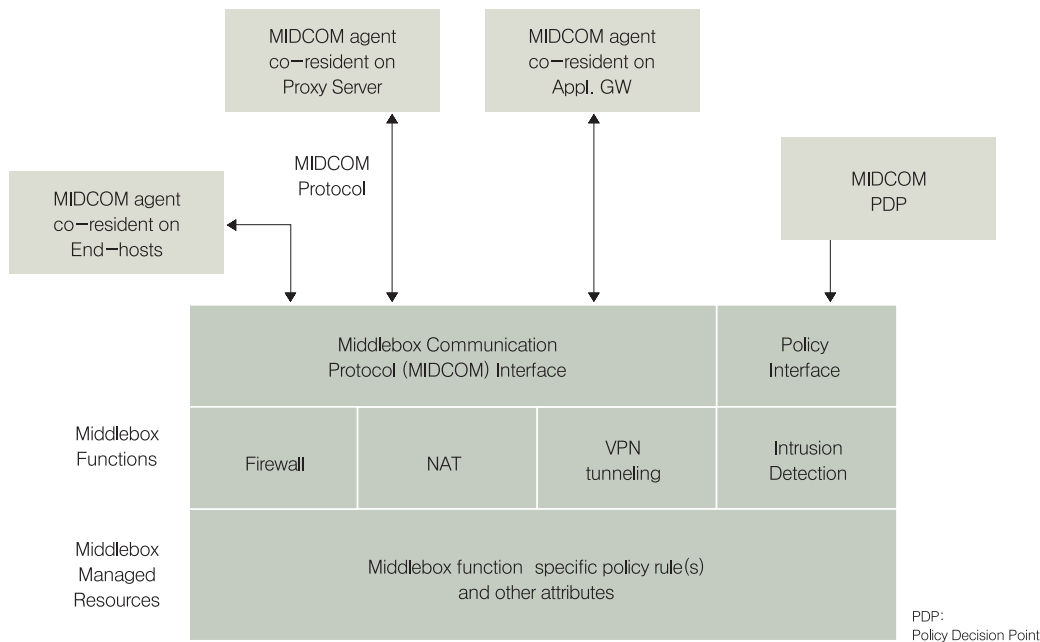 MIDCOM agent
co-resident on
Proxy Server
MIDCOM agent
co-resident on
Appl. GW
MIDCOM
Protocol
MIDCOM
PDP
MIDCOM agent
co-resident on
End-hosts
Middlebox Communication
Protocol (MIDCOM) Interface
Policy
Interface
Middlebox
Functions
Firewall
NAT
VPN
tunneling
Intrusion
Detection
Middlebox
Managed
Resources
Middlebox function specific policy rule(s)
and other attributes
PDP:
Policy Decision Point